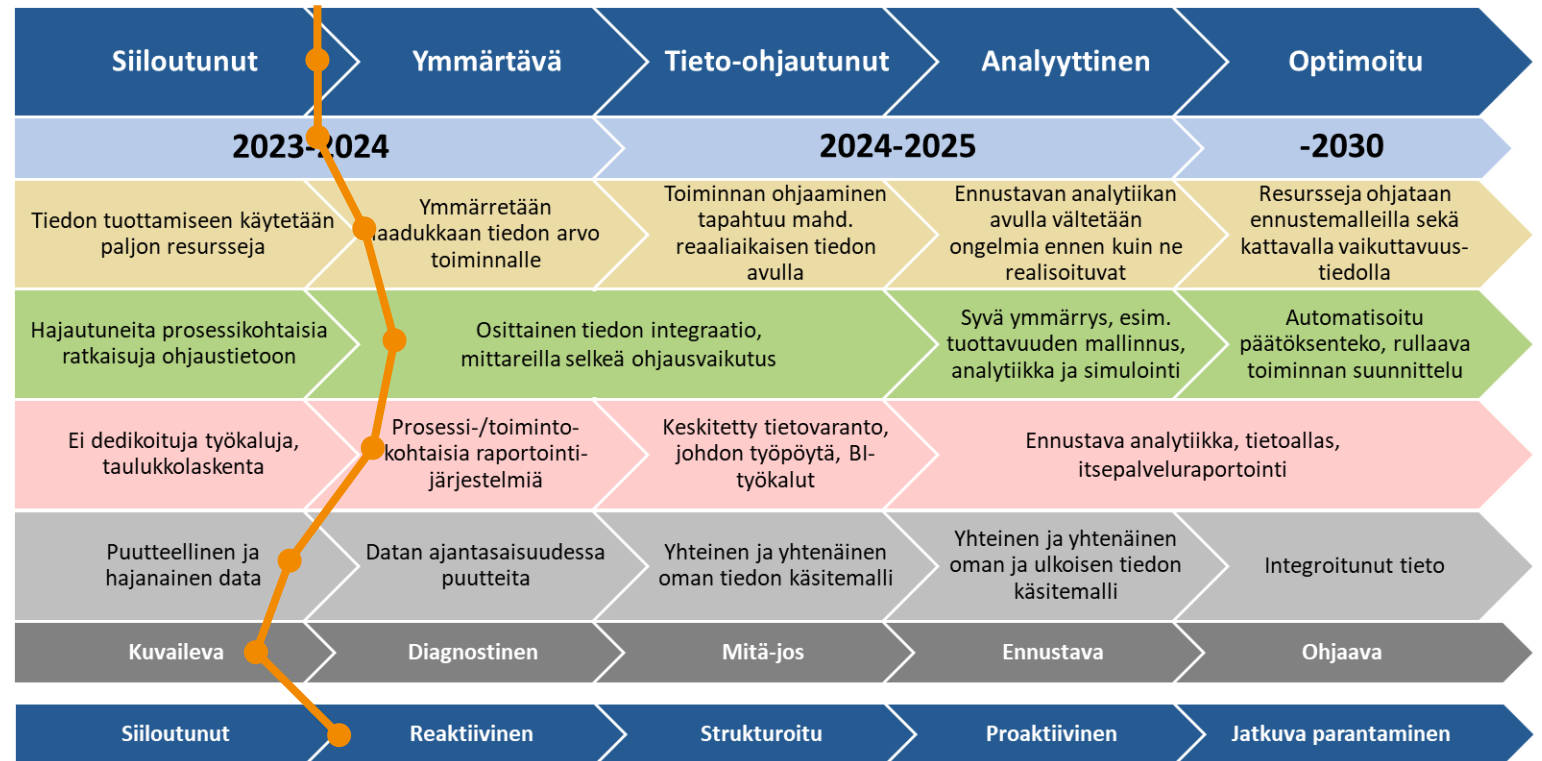 Siiloutunut
Ymmärtävä
Tieto-ohjautunut
Analyyttinen
Optimoitu
2023-2024
2024-2025
-2030
Tiedon tuottamiseen käytetään
paljon resursseja
Ymmärretään
laadukkaan tiedon arvo
toiminnalle
Toiminnan ohjaaminen
tapahtuu mahd.
reaaliaikaisen tiedon
avulla
Ennustavan analytiikan
avulla vältetään
ongelmia ennen kuin ne
realisoituvat
Resursseja ohjataan
ennustemalleilla sekä
kattavalla vaikuttavuus-
tiedolla
Hajautuneita prosessikohtaisia
ratkaisuja ohjaustietoon
Osittainen tiedon integraatio,
mittareilla selkeä ohjausvaikutus
Syvä ymmärrys, esim.
tuottavuuden mallinnus,
analytiikka ja simulointi
Automatisoitu
päätöksenteko, rullaava
toiminnan suunnittelu
Ei dedikoituja työkaluja,
taulukkolaskenta
Prosessi-/toiminto-
kohtaisia raportointi-
järjestelmiä
Keskitetty tietovaranto,
johdon työpöytä, BI-
työkalut
Ennustava analytiikka, tietoallas,
itsepalveluraportointi
Puutteellinen ja
hajanainen data
Datan ajantasaisuudessa
puutteita
Yhteinen ja yhtenäinen
oman tiedon käsitemalli
Yhteinen ja yhtenäinen
oman ja ulkoisen tiedon
käsitemalli
Integroitunut tieto
Kuvaileva
Diagnostinen
Mitä-jos
Ennustava
Ohjaava
Siiloutunut
Reaktiivinen
Strukturoitu
Proaktiivinen
Jatkuva parantaminen